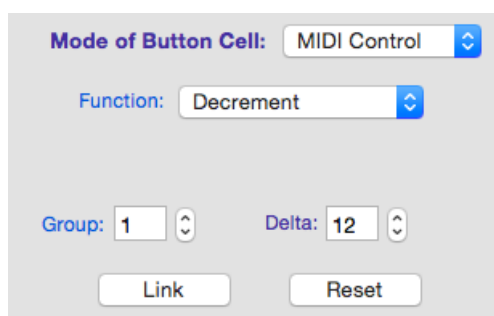 Mode of Button Cell: MIDI Control
Function: Decrement
Group: 1 Delta: 12
Link Reset